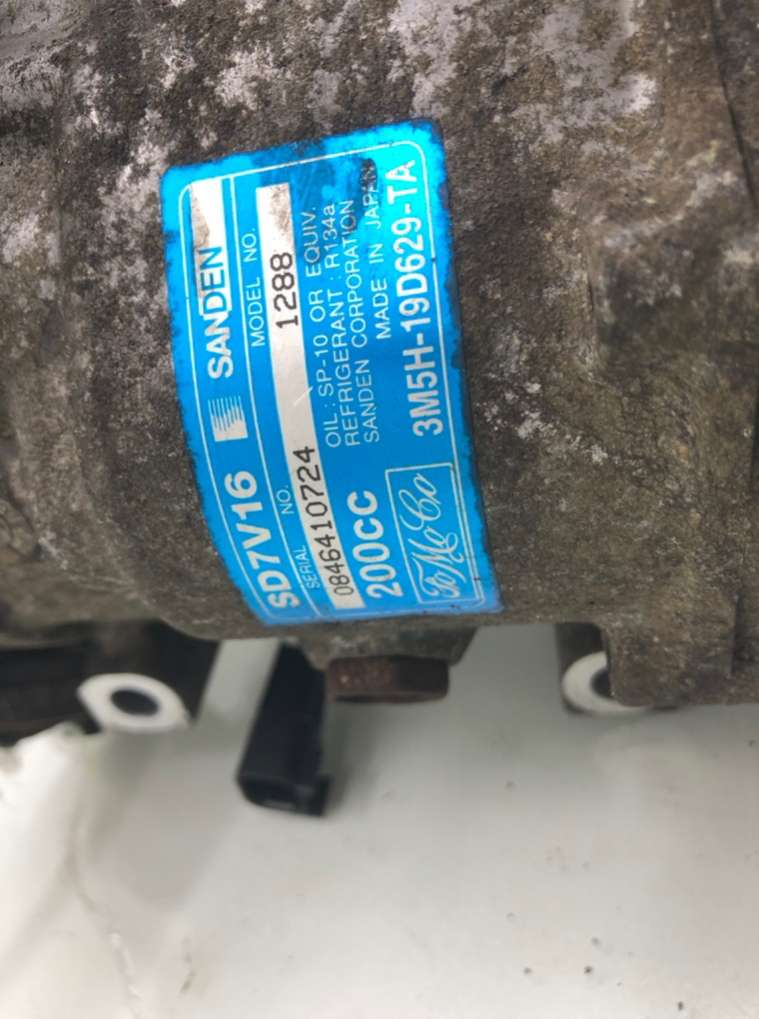 SD7V16 SANDEN
SERIAL NO. MODEL NO.
0846410724 1288
200CC
OIL : SP-10 OR EQUIV.
REFRIGERANT : R134a
SANDEN CORPORATION
MADE IN JAPAN
FoMoCo
3M5H-19D629-TA